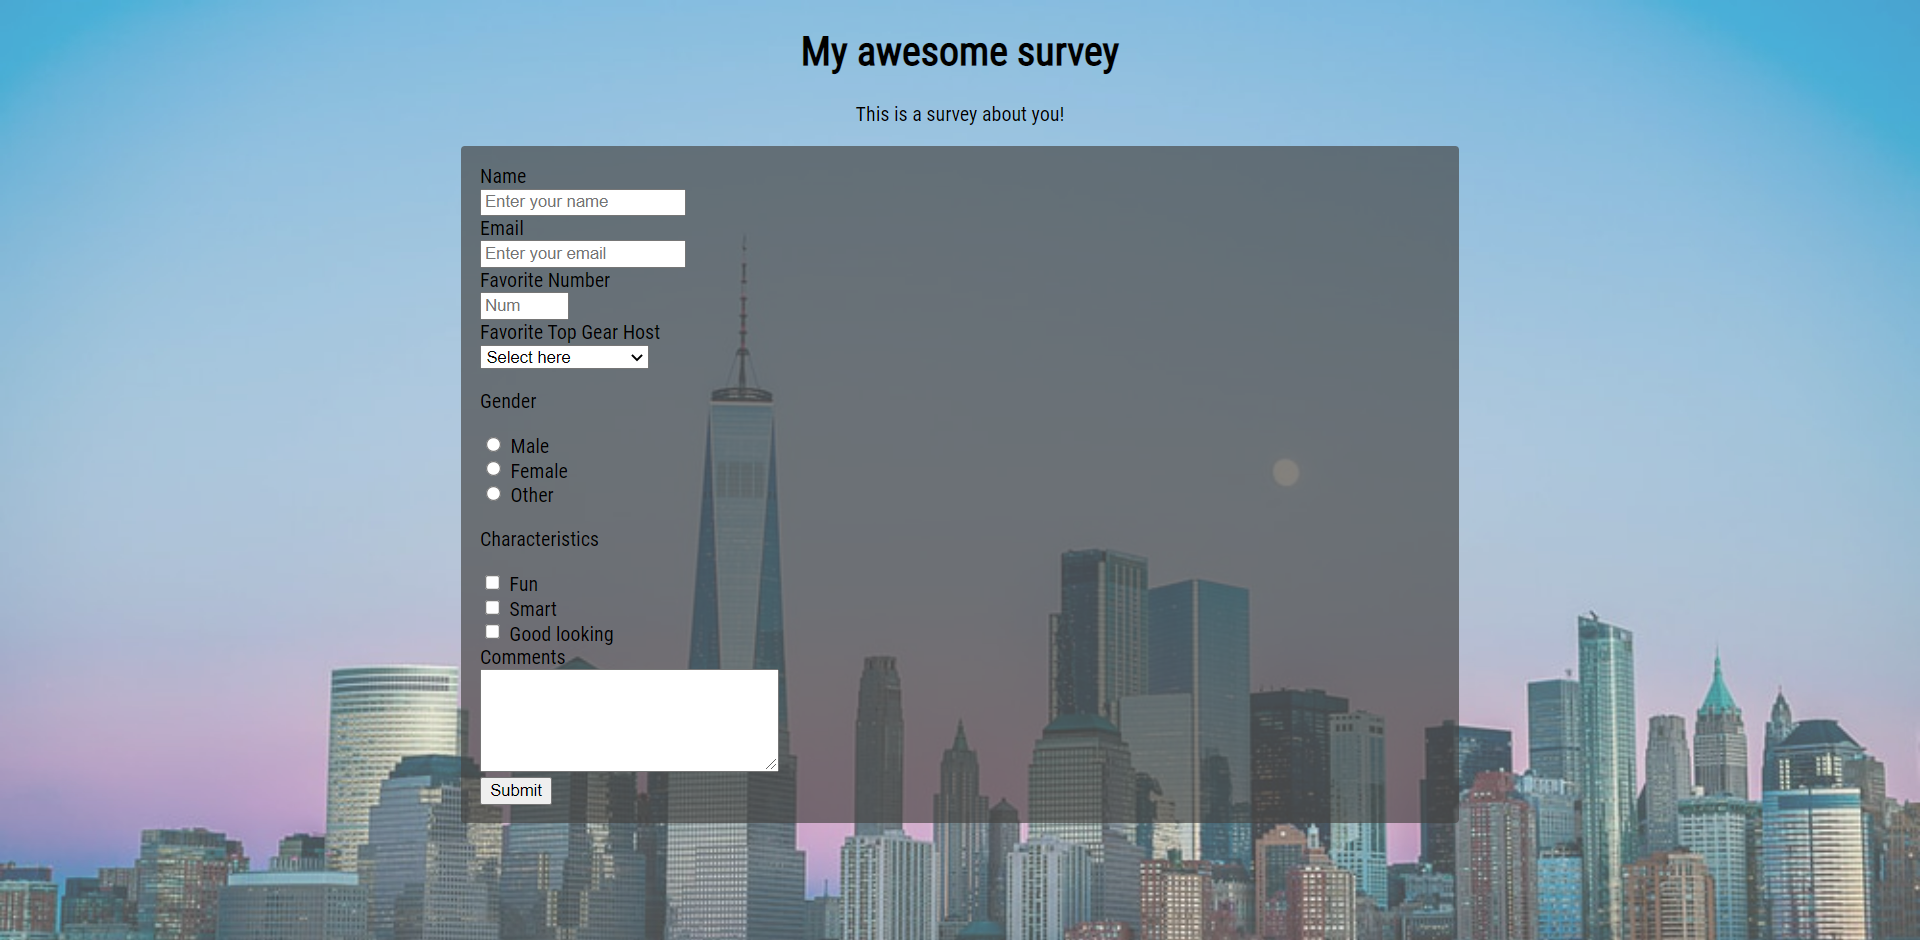 My awesome survey
This is a survey about you!
Name
Enter your name
Email
Enter your email
Favorite Number
Num
Favorite Top Gear Host
Select here
Gender
Male
Female
Other
Characteristics
Fun
Smart
Good looking
Comments
Submit